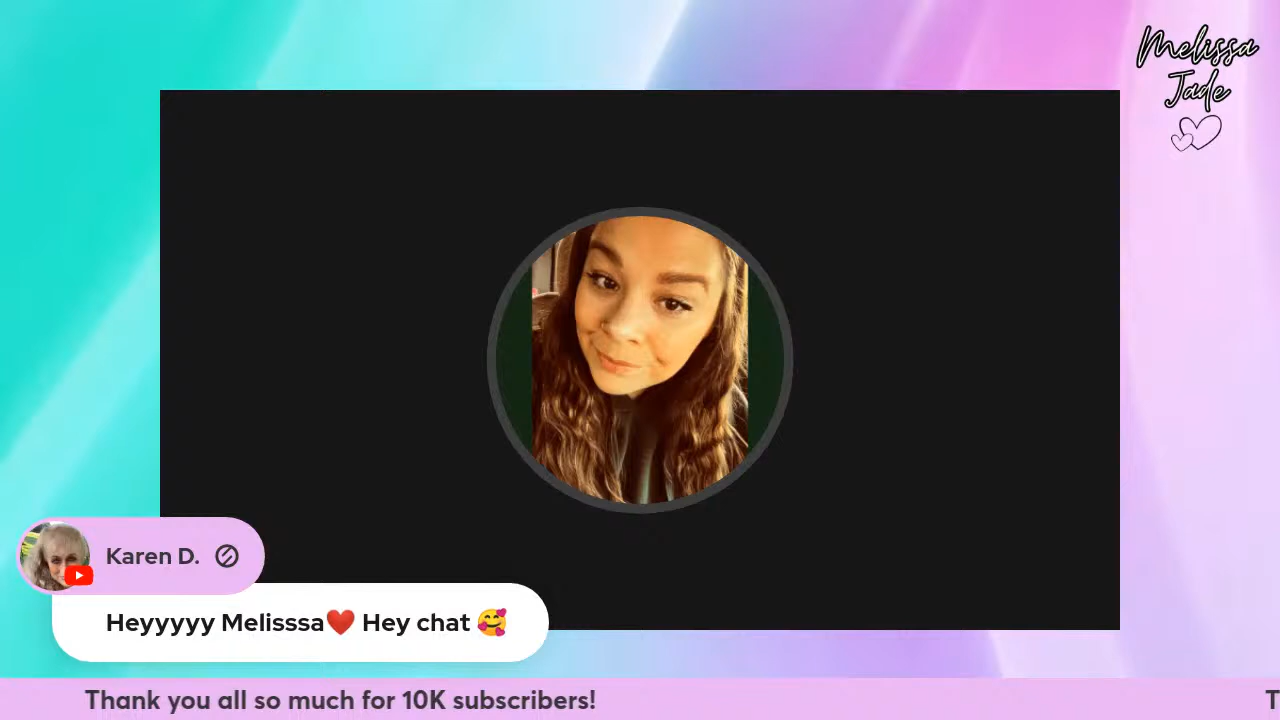 Melissa
Jade
Karen D.
Heyyyyy Melisssa❤️ Hey chat 🥰
Thank you all so much for 10K subscribers!
T